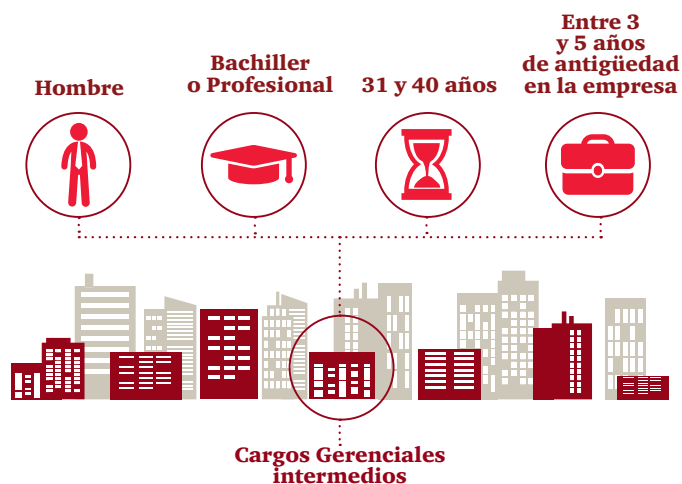 Hombre
Bachiller
o Profesional
31 y 40 años
Entre 3
y 5 años
de antigüedad
en la empresa
Cargos Gerenciales
intermedios